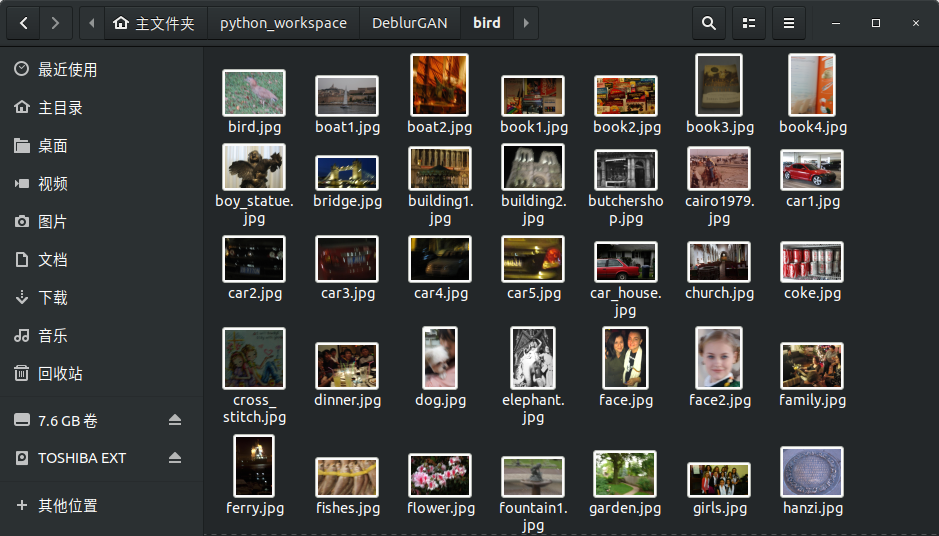 主文件夹 python_workspace DeblurGAN bird
最近使用
主目录
桌面
视频
图片
文档
下载
音乐
回收站
7.6 GB 卷
TOSHIBA EXT
其他位置
bird.jpg boat1.jpg boat2.jpg book1.jpg book2.jpg book3.jpg book4.jpg
boy_statue. bridge.jpg building1. building2. butchersho cairo1979. car1.jpg
jpg jpg jpg p.jpg jpg
car2.jpg car3.jpg car4.jpg car5.jpg car_house. church.jpg coke.jpg
jpg
cross_ dinner.jpg dog.jpg elephant. face.jpg face2.jpg family.jpg
stitch.jpg jpg
ferry.jpg fishes.jpg flower.jpg fountain1. garden.jpg girls.jpg hanzi.jpg
jpg